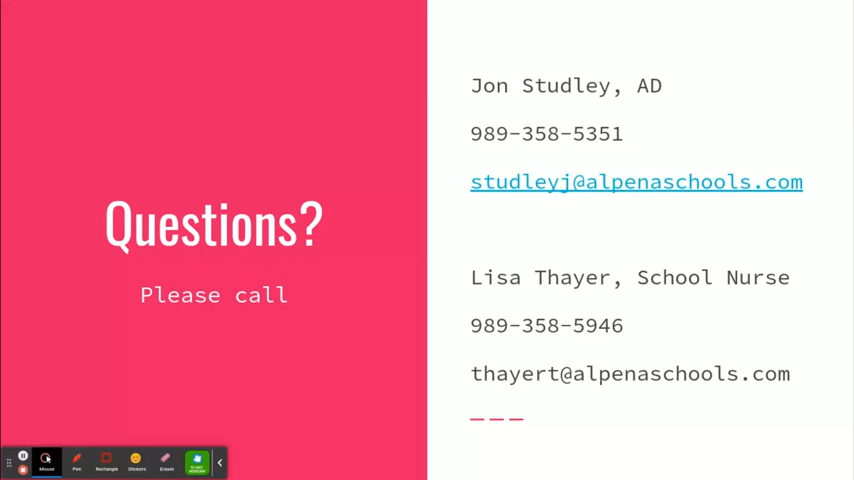 Questions?
Please call
Jon Studley, AD
989-358-5351
studleyj@alpenaschools.com
Lisa Thayer, School Nurse
989-358-5946
thayert@alpenaschools.com
Mouse
Pen
Rectangle
Stickers
Eraser